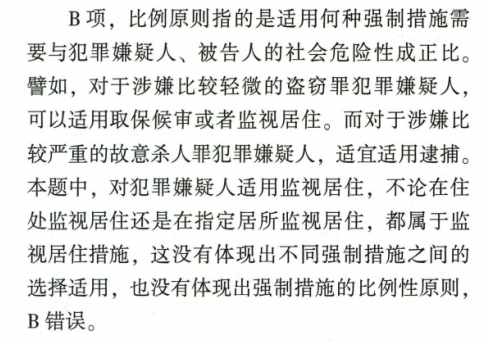 B 项，比例原则指的是适用何种强制措施需
要与犯罪嫌疑人、被告人的社会危险性成正比。
譬如，对于涉嫌比较轻微的盗窃罪犯罪嫌疑人，
可以适用取保候审或者监视居住。而对于涉嫌比
较严重的故意杀人罪犯罪嫌疑人，适宜适用逮捕。
本题中，对犯罪嫌疑人适用监视居住，不论在住
处监视居住还是在指定居所监视居住，都属于监
视居住措施，这没有体现出不同强制措施之间的
选择适用，也没有体现出强制措施的比例性原则，
B 错误。